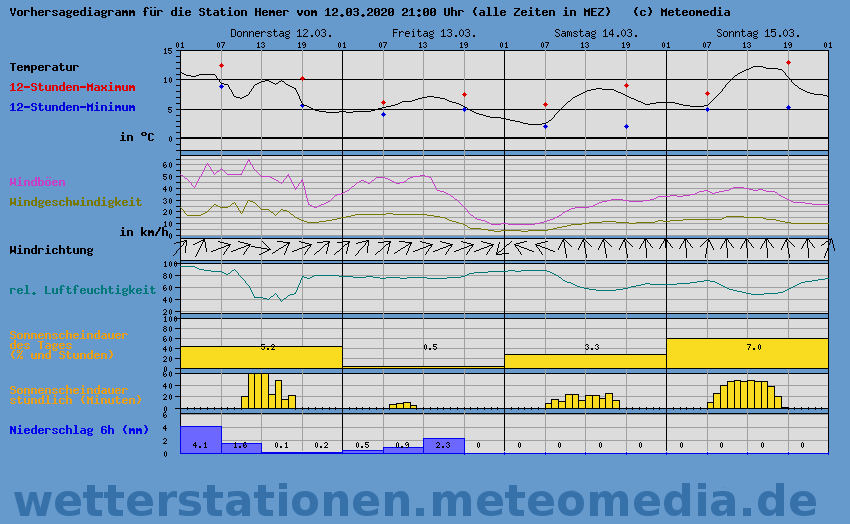 Vorhersagediagramm für die Station Hemer vom 12.03.2020 21:00 Uhr (alle Zeiten in MEZ) (c) Meteomedia
Donnerstag 12.03. Freitag 13.03. Samstag 14.03. Sonntag 15.03.
01 07 13 19 01 07 13 19 01 07 13 19 01 07 13 19 01
Temperatur
12-Stunden-Maximum
12-Stunden-Minimum
in °C
15
10
5
0
Windböen
Windgeschwindigkeit
in km/h
60
50
40
30
20
10
0
Windrichtung
rel. Luftfeuchtigkeit
100
80
60
40
20
Sonnenscheindauer
des Tages
(% und Stunden)
100
80
60
40
20
0
5.2 0.5 3.3 7.0
Sonnenscheindauer
stündlich (Minuten)
60
40
20
0
Niederschlag 6h (mm)
6
4
2
0
4.1 1.6 0.1 0.2 0.5 0.9 2.3 0 0 0 0 0 0 0 0 0
wetterstationen.meteomedia.de